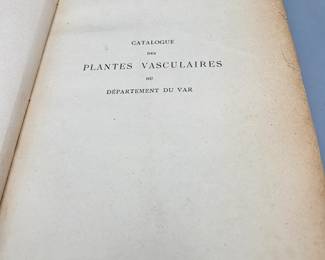 CATALOGUE
DES
PLANTES VASCULAIRES
DU
DÉPARTEMENT DU VAR